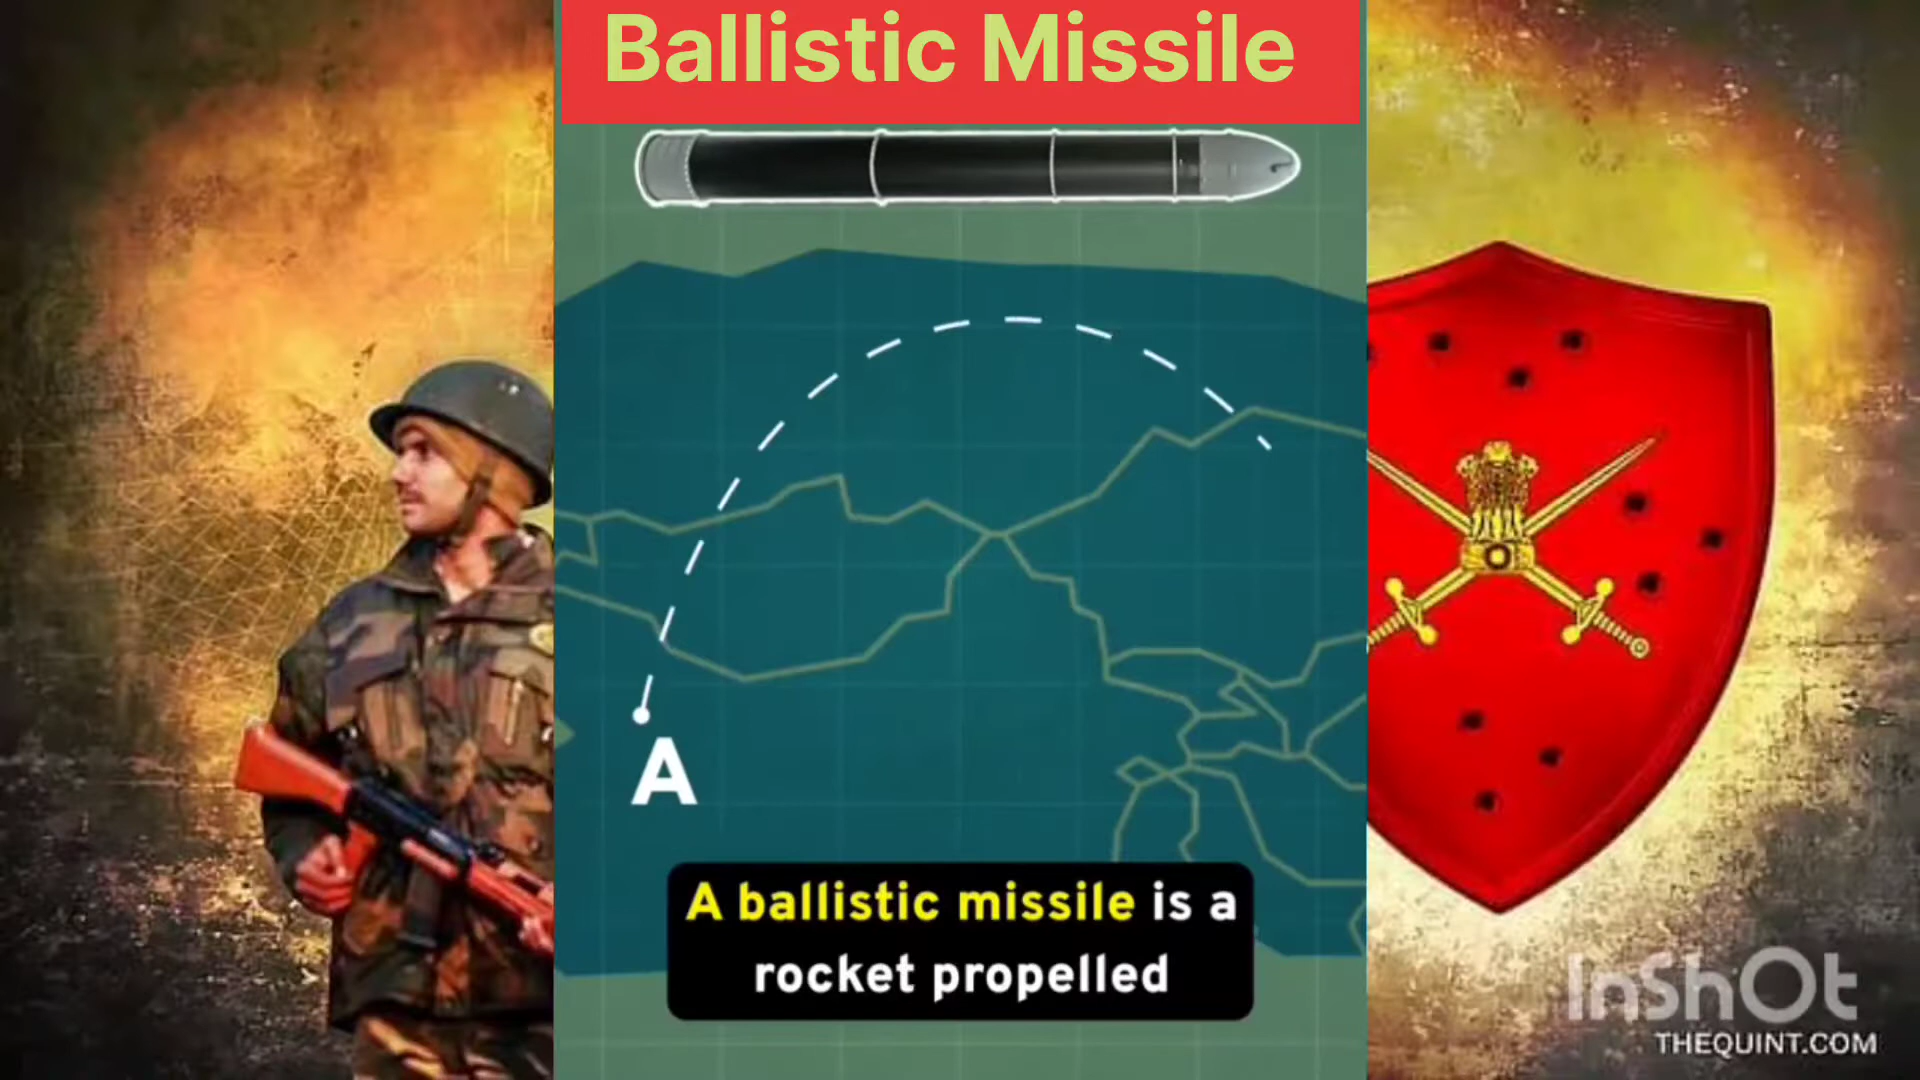 Ballistic Missile
A
A ballistic missile is a
rocket propelled
InShOt
THEQUINT.COM